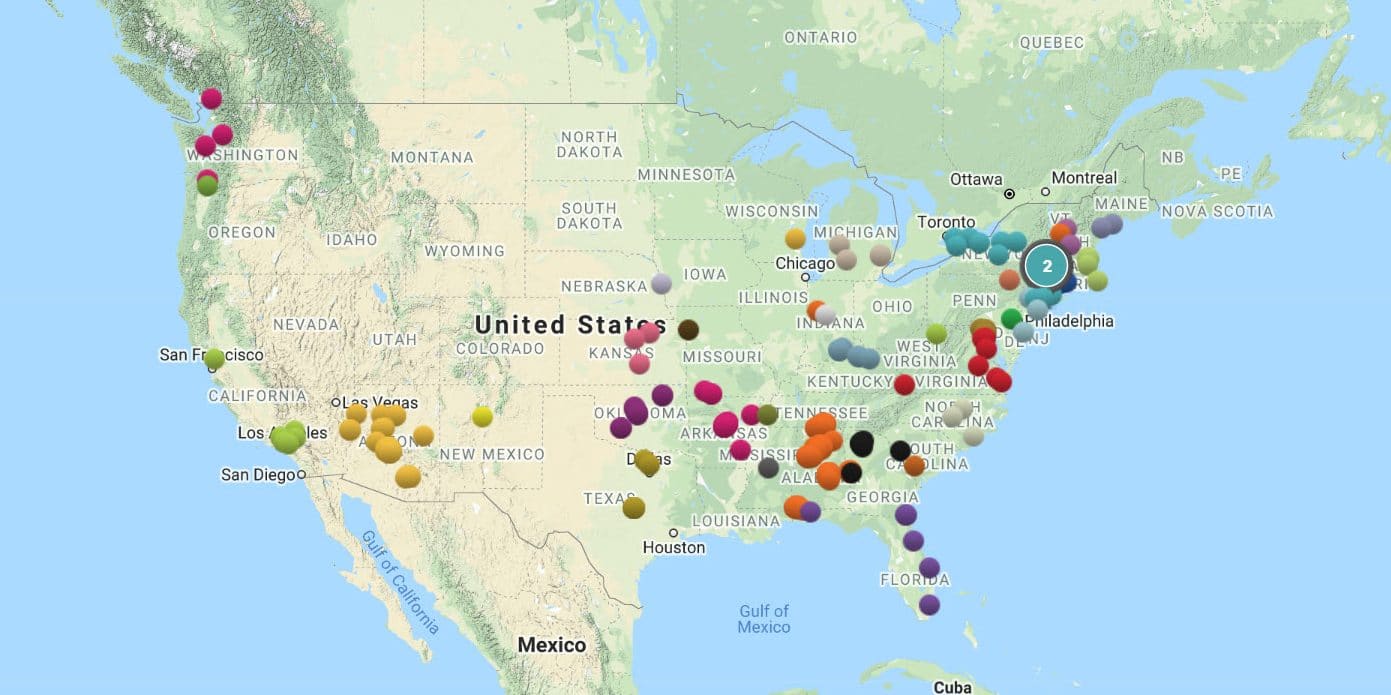 ONTARIO
QUEBEC
NORTH
DAKOTA
MONTANA
WASHINGTON
MINNESOTA
Ottawa
Montreal
NB
PE
MAINE
NOVA SCOTIA
SOUTH
DAKOTA
WISCONSIN
MICHIGAN
Toronto
VT
OREGON
IDAHO
WYOMING
Chicago
IOWA
NEBRASKA
2
ILLINOIS
INDIANA
OHIO
PENN
United States
NEVADA
UTAH
COLORADO
KANSAS
MISSOURI
WEST
VIRGINIA
Philadelphia
NJ
San Francisco
CALIFORNIA
KENTUCKY
VIRGINIA
Las Vegas
OKLAHOMA
TENNESSEE
NORTH
CAROLINA
Los Angeles
ARIZONA
NEW MEXICO
ARKANSAS
MISSISSIPPI
SOUTH
CAROLINA
San Diego
Dallas
TEXAS
GEORGIA
LOUISIANA
Houston
Gulf of California
FLORIDA
Gulf of
Mexico
Mexico
Cuba